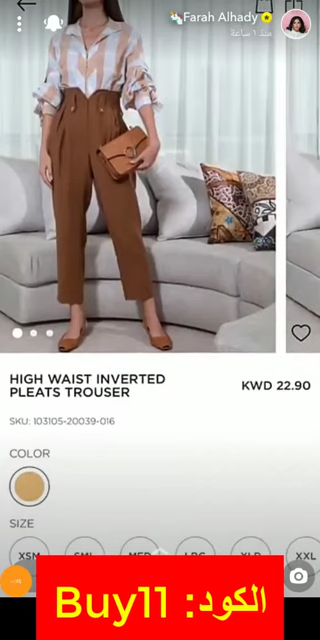 Farah Alhady
منذ ١ ساعة
HIGH WAIST INVERTED
PLEATS TROUSER
KWD 22.90
SKU: 103105-20039-016
COLOR
SIZE
XSM SML MED LRG XLR XXL
الكود: Buy11